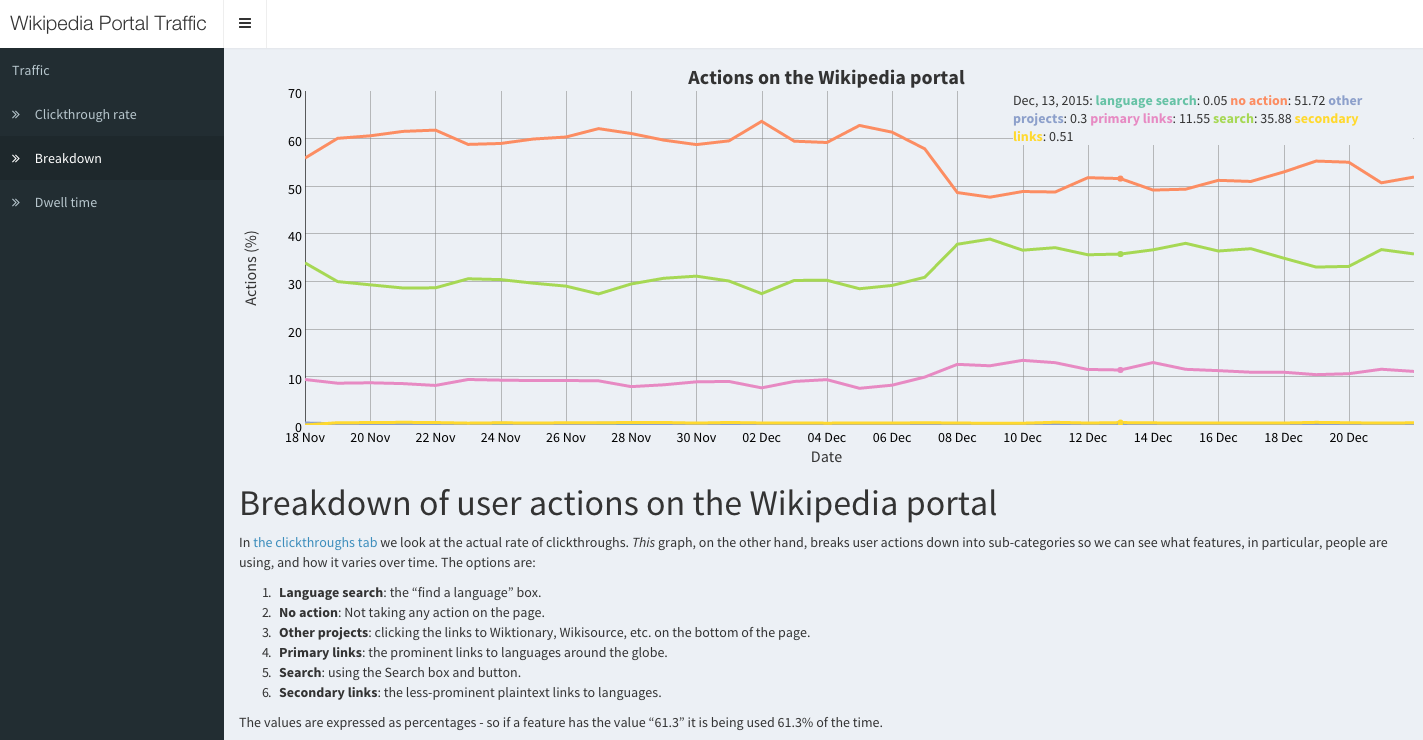 Wikipedia Portal Traffic
Traffic
Clickthrough rate
Breakdown
Dwell time
Actions on the Wikipedia portal
Dec, 13, 2015: language search: 0.05 no action: 51.72 other
projects: 0.3 primary links: 11.55 search: 35.88 secondary
links: 0.51
70
60
50
40
30
20
10
0
Actions (%)
18 Nov 20 Nov 22 Nov 24 Nov 26 Nov 28 Nov 30 Nov 02 Dec 04 Dec 06 Dec 08 Dec 10 Dec 12 Dec 14 Dec 16 Dec 18 Dec 20 Dec
Date
Breakdown of user actions on the Wikipedia portal
In the clickthroughs tab we look at the actual rate of clickthroughs. This graph, on the other hand, breaks user actions down into sub-categories so we can see what features, in particular, people are
using, and how it varies over time. The options are:
1. Language search: the “find a language” box.
2. No action: Not taking any action on the page.
3. Other projects: clicking the links to Wiktionary, Wikisource, etc. on the bottom of the page.
4. Primary links: the prominent links to languages around the globe.
5. Search: using the Search box and button.
6. Secondary links: the less-prominent plaintext links to languages.
The values are expressed as percentages - so if a feature has the value “61.3” it is being used 61.3% of the time.